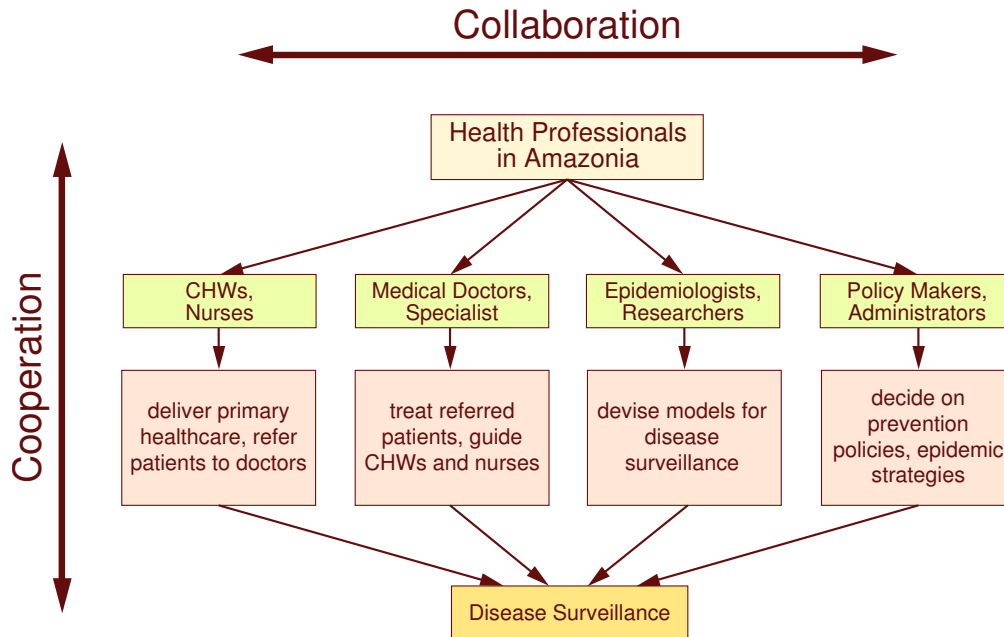 Collaboration
Cooperation
Health Professionals
in Amazonia
CHWs,
Nurses
Medical Doctors,
Specialist
Epidemiologists,
Researchers
Policy Makers,
Administrators
deliver primary
healthcare, refer
patients to doctors
treat referred
patients, guide
CHWs and nurses
devise models for
disease
surveillance
decide on
prevention
policies, epidemic
strategies
Disease Surveillance